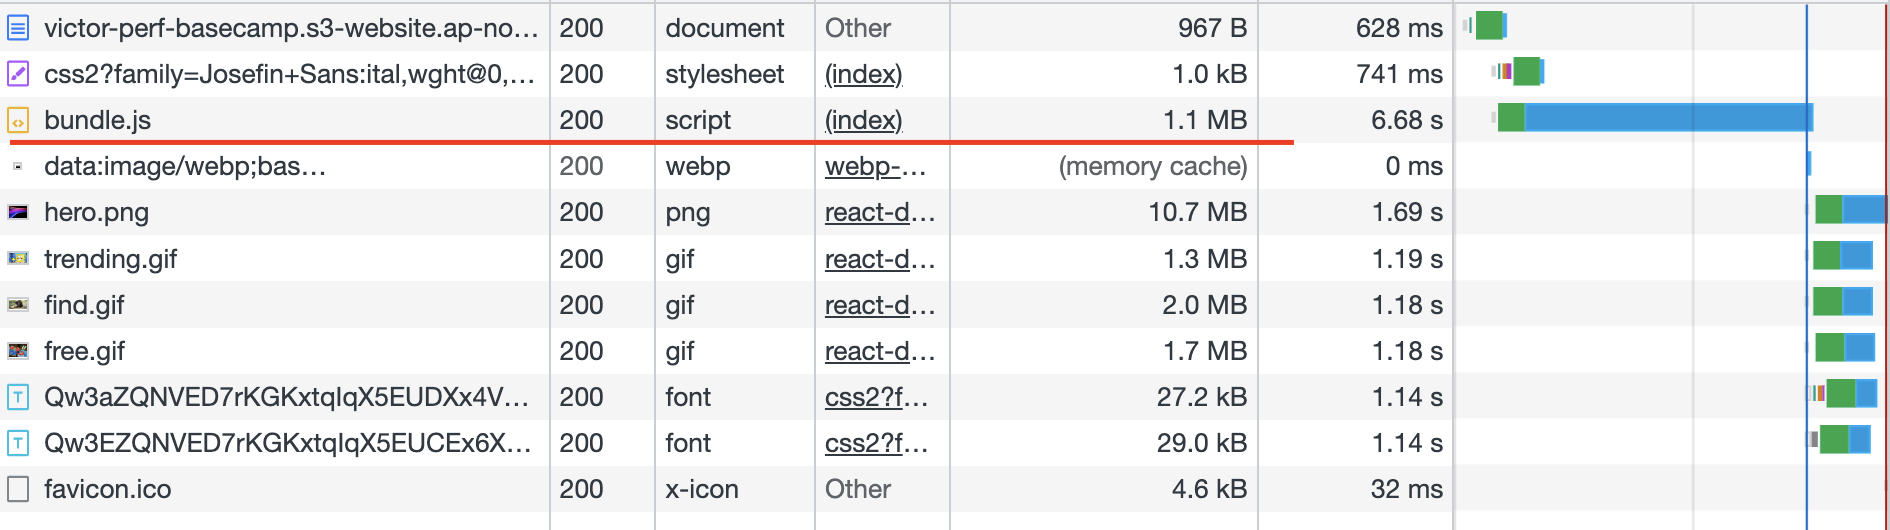 victor-perf-basecamp.s3-website.ap-no… 200 document Other 967 B 628 ms
css2?family=Josefin+Sans:ital,wght@0,… 200 stylesheet (index) 1.0 kB 741 ms
bundle.js 200 script (index) 1.1 MB 6.68 s
data:image/webp;bas… 200 webp webp-… (memory cache) 0 ms
hero.png 200 png react-d… 10.7 MB 1.69 s
trending.gif 200 gif react-d… 1.3 MB 1.19 s
find.gif 200 gif react-d… 2.0 MB 1.18 s
free.gif 200 gif react-d… 1.7 MB 1.18 s
Qw3aZQNVED7rKGKxtqIqX5EUDXx4V… 200 font css2?f… 27.2 kB 1.14 s
Qw3EZQNVED7rKGKxtqIqX5EUCEx6X… 200 font css2?f… 29.0 kB 1.14 s
favicon.ico 200 x-icon Other 4.6 kB 32 ms